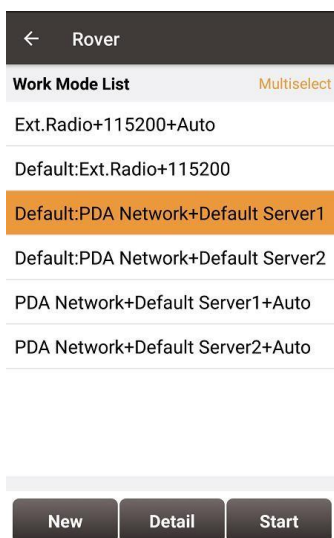 Rover
Work Mode List Multiselect
Ext.Radio+115200+Auto
Default:Ext.Radio+115200
Default:PDA Network+Default Server1
Default:PDA Network+Default Server2
PDA Network+Default Server1+Auto
PDA Network+Default Server2+Auto
New Detail Start